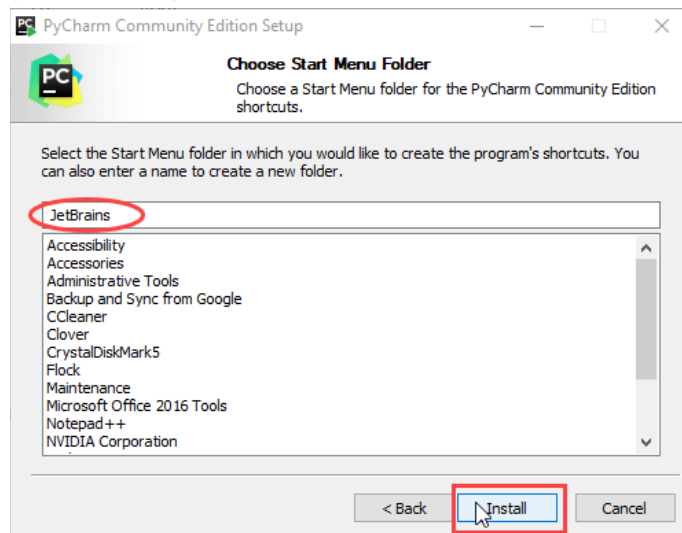 PC PyCharm Community Edition Setup
PC
Choose Start Menu Folder
Choose a Start Menu folder for the PyCharm Community Edition
shortcuts.
Select the Start Menu folder in which you would like to create the program's shortcuts. You
can also enter a name to create a new folder.
JetBrains
Accessibility
Accessories
Administrative Tools
Backup and Sync from Google
CCleaner
Clover
CrystalDiskMark5
Flock
Maintenance
Microsoft Office 2016 Tools
Notepad++
NVIDIA Corporation
< Back Install Cancel